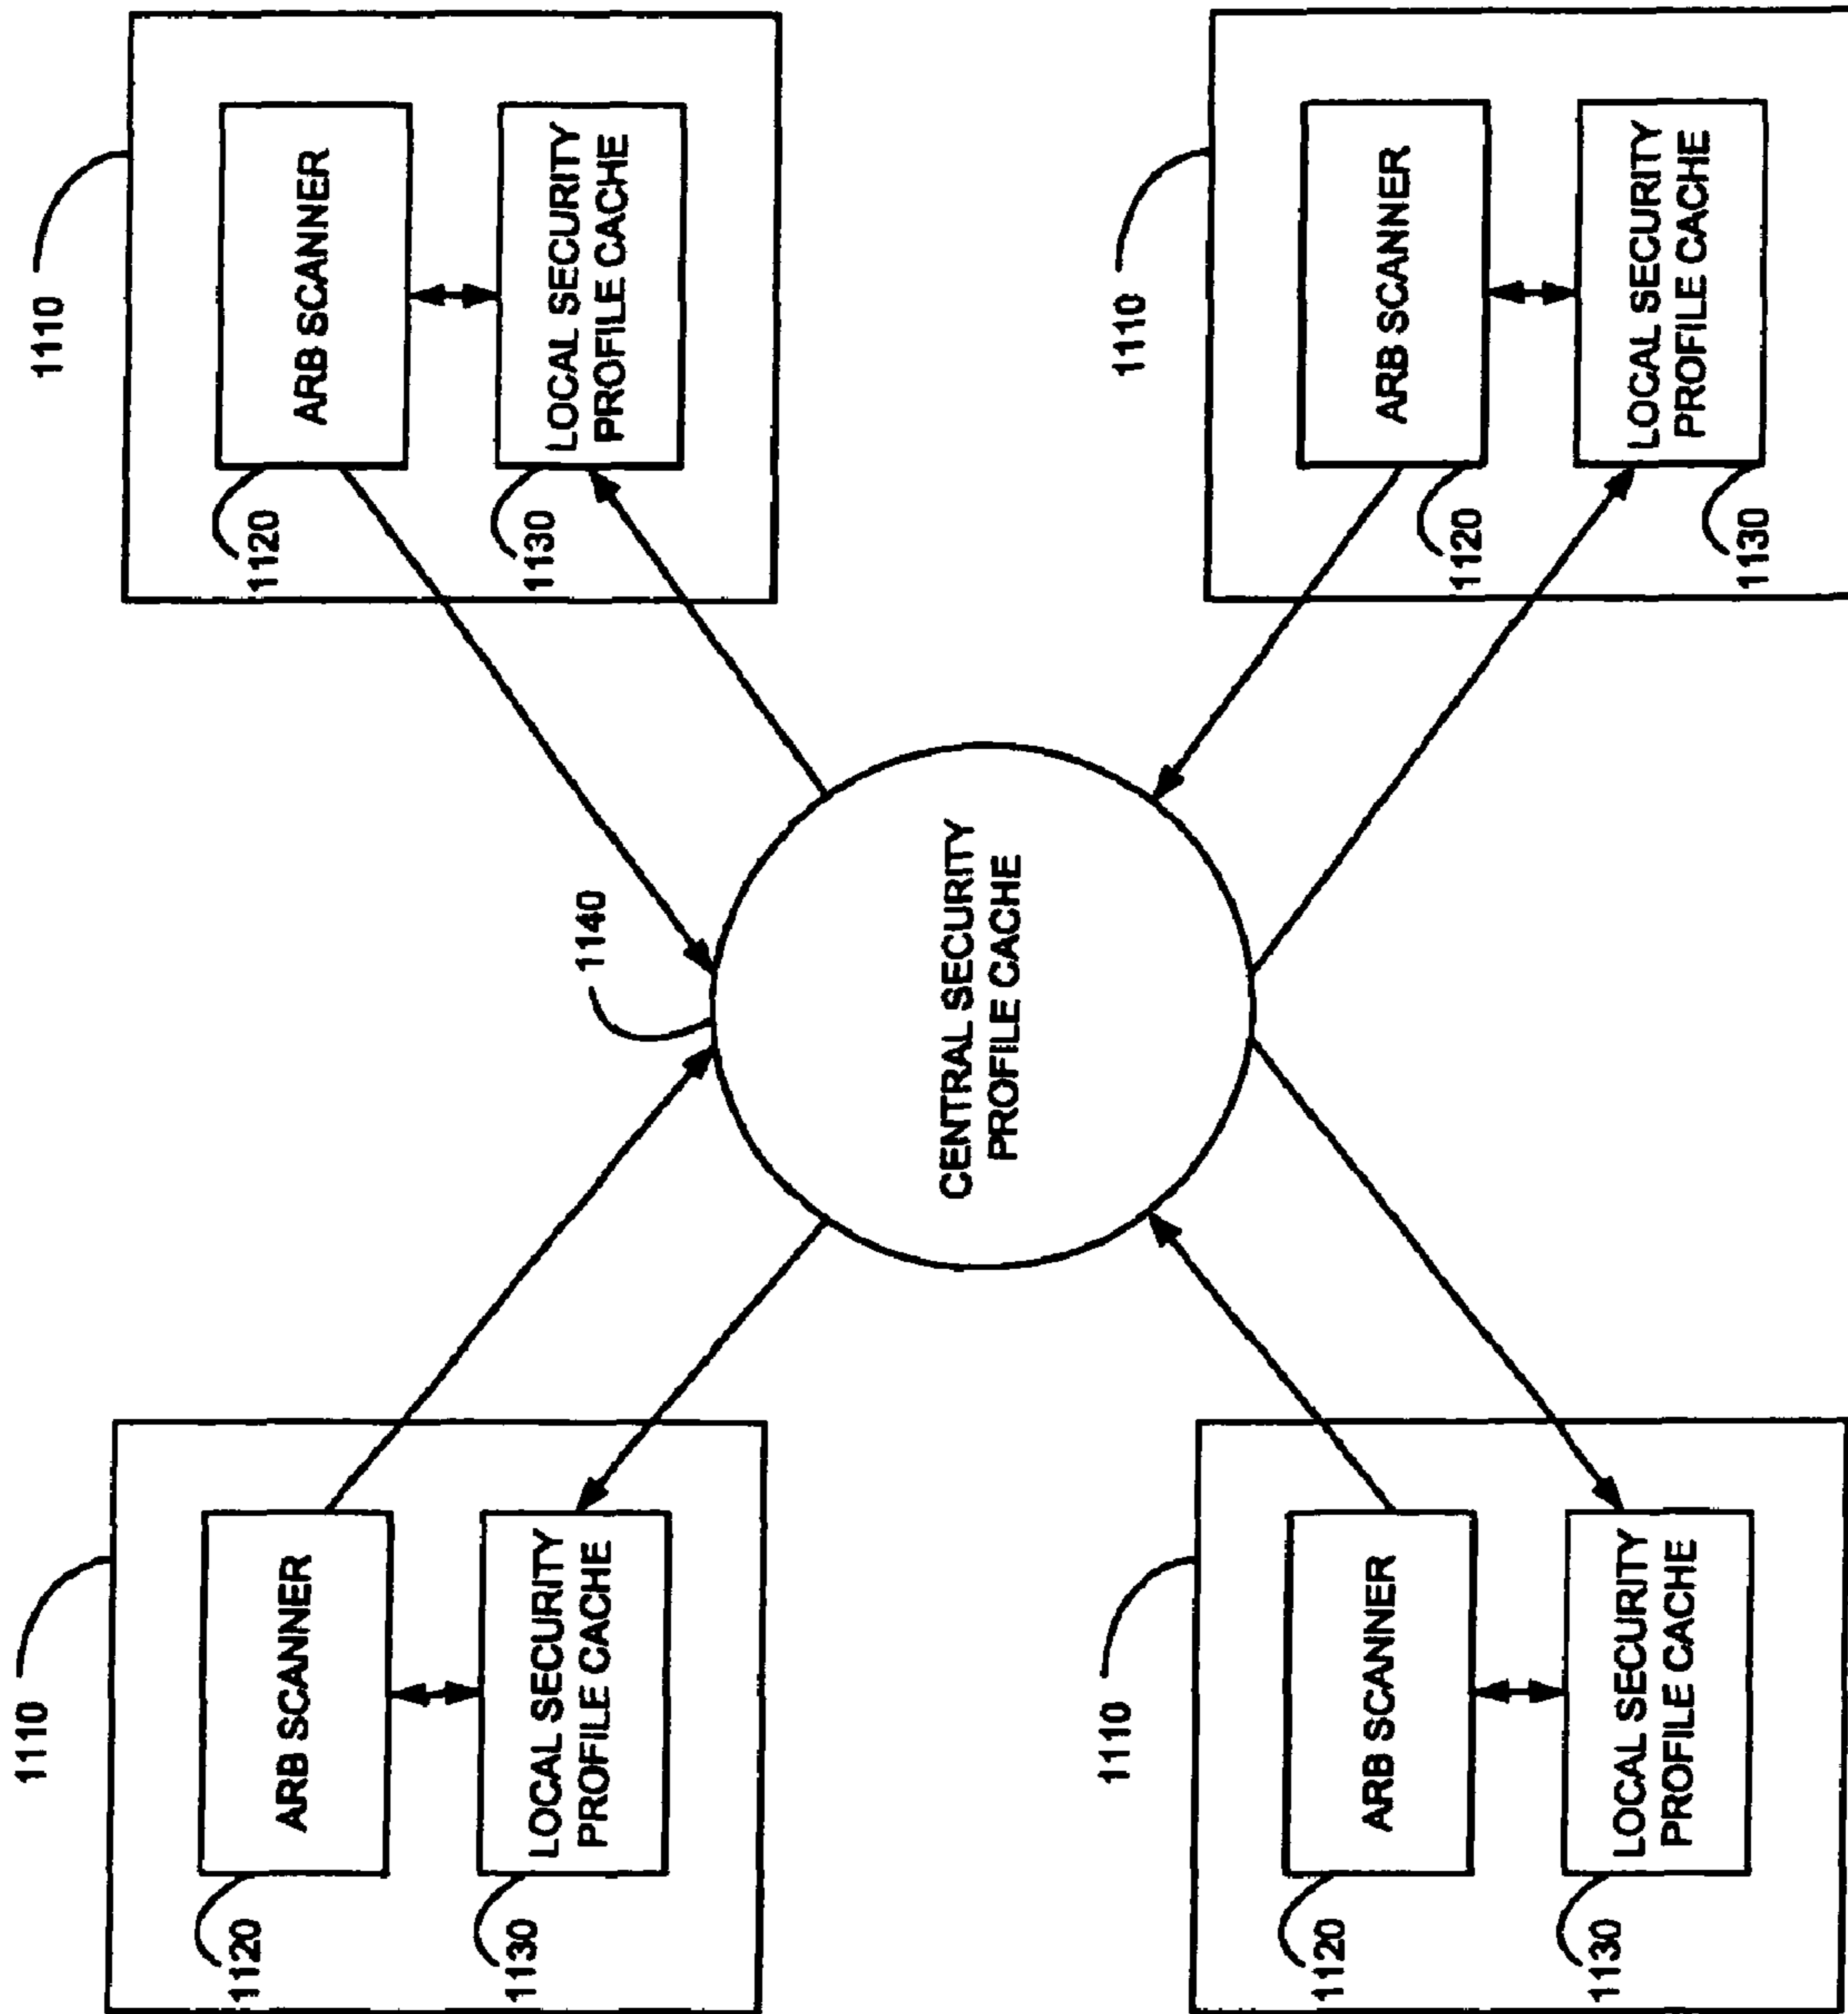 1110
1120
ARB SCANNER
1130
LOCAL SECURITY
PROFILE CACHE
1110
1120
ARB SCANNER
1130
LOCAL SECURITY
PROFILE CACHE
1140
CENTRAL SECURITY
PROFILE CACHE
1110
1120
ARB SCANNER
1130
LOCAL SECURITY
PROFILE CACHE
1110
1120
ARB SCANNER
1130
LOCAL SECURITY
PROFILE CACHE